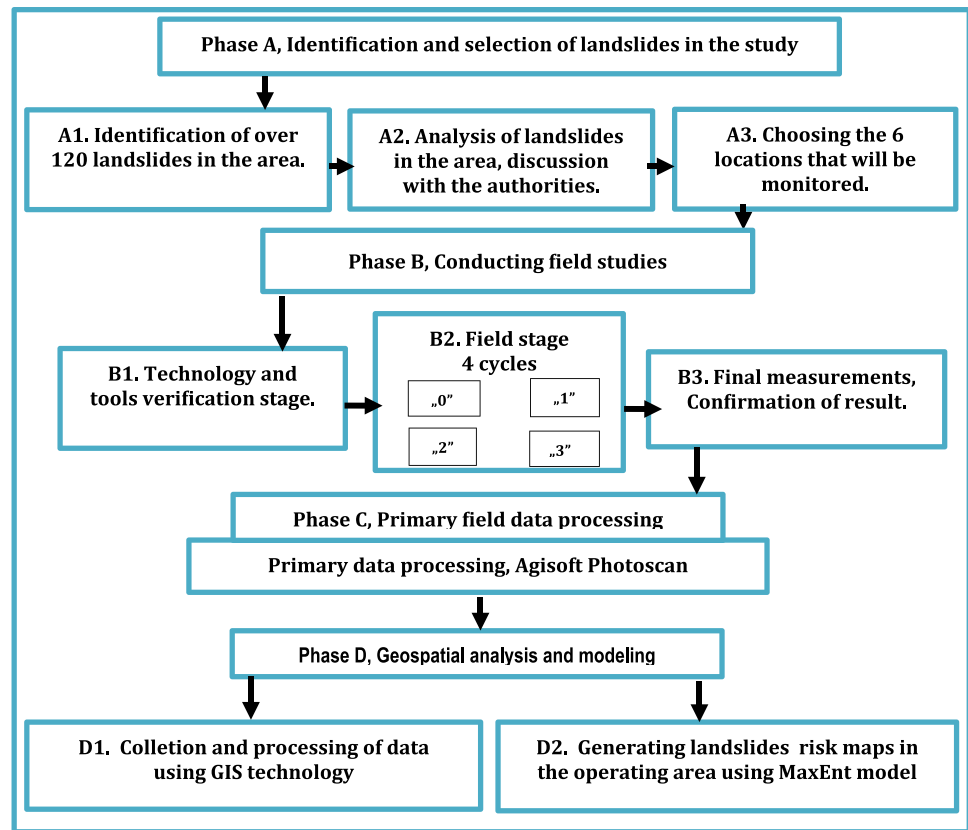 Phase A, Identification and selection of landslides in the study
A1. Identification of over
120 landslides in the area.
A2. Analysis of landslides
in the area, discussion
with the authorities.
A3. Choosing the 6
locations that will be
monitored.
Phase B, Conducting field studies
B1. Technology and
tools verification stage.
B2. Field stage
4 cycles
„0”
„1”
„2”
„3”
B3. Final measurements,
Confirmation of result.
Phase C, Primary field data processing
Primary data processing, Agisoft Photoscan
Phase D, Geospatial analysis and modeling
D1. Colletion and processing of data
using GIS technology
D2. Generating landslides risk maps in
the operating area using MaxEnt model